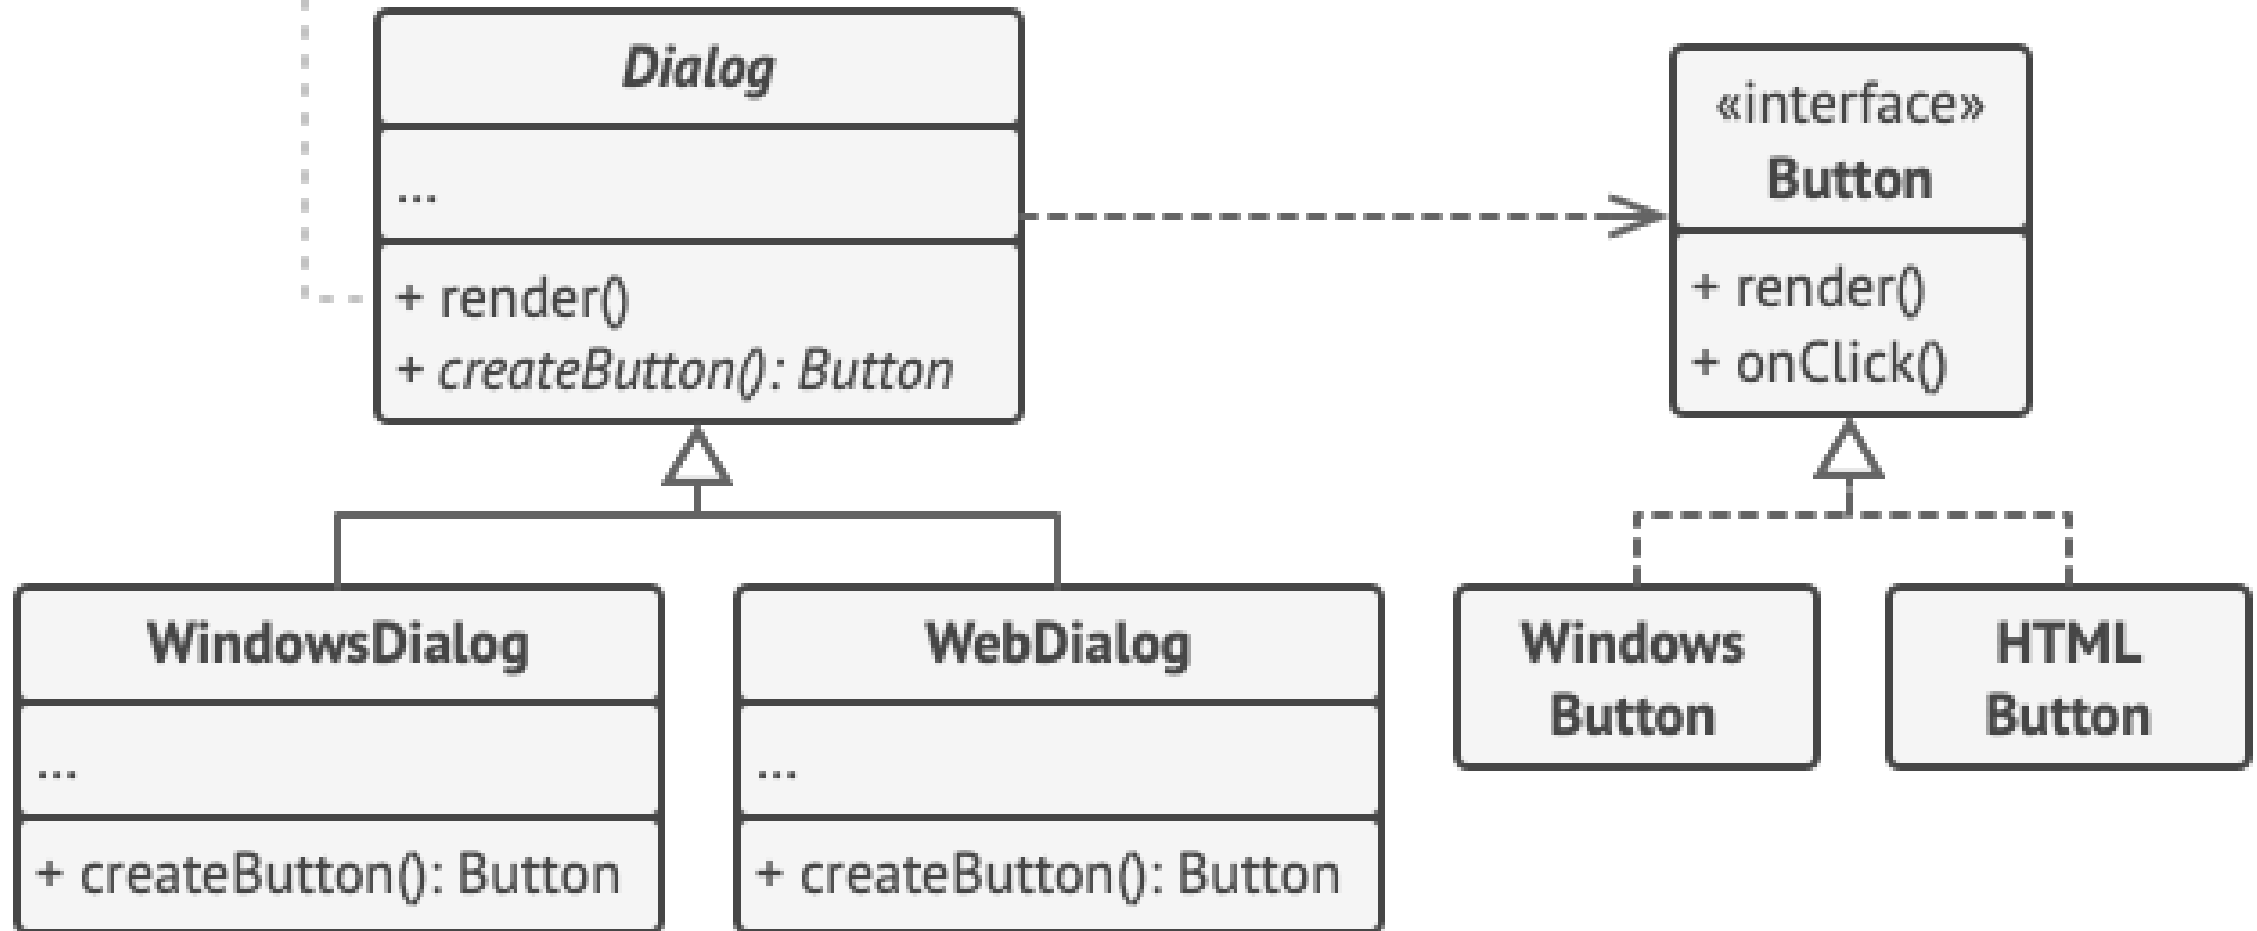 Dialog
...
+ render()
+ createButton(): Button
«interface»
Button
+ render()
+ onClick()
WindowsDialog
...
+ createButton(): Button
WebDialog
...
+ createButton(): Button
Windows
Button
HTML
Button